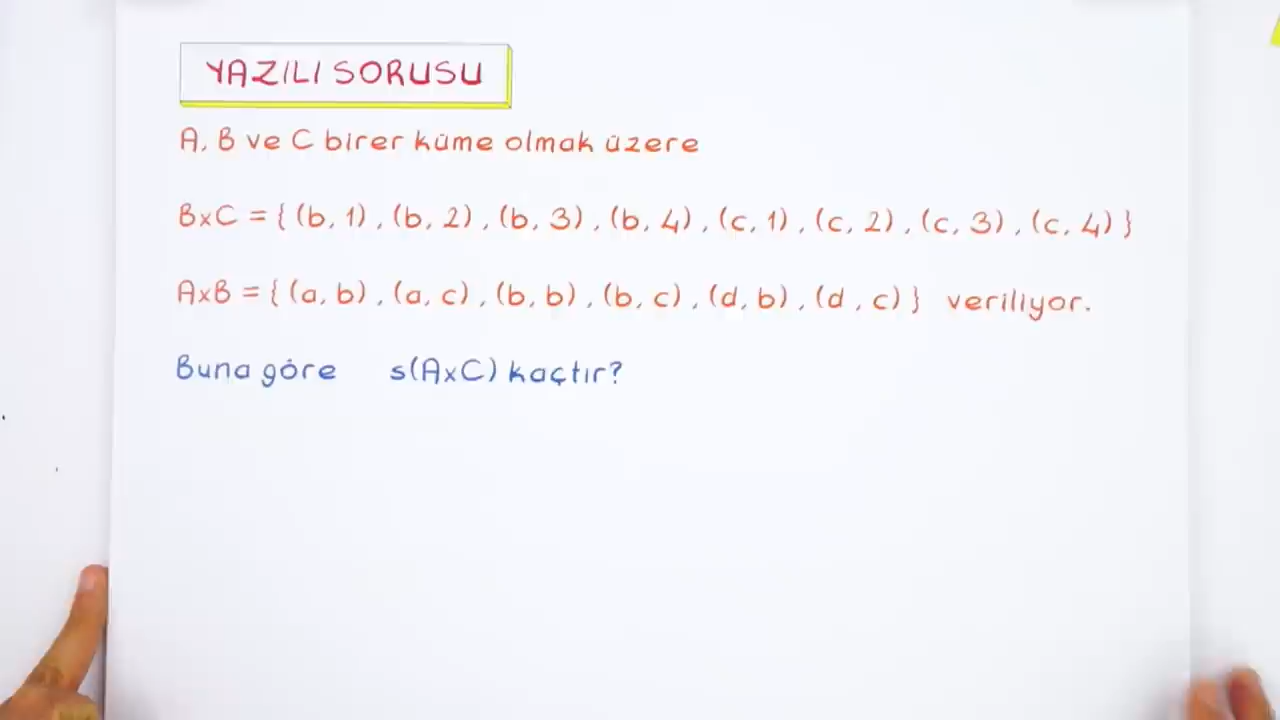 YAZILI SORUSU
A, B ve C birer küme olmak üzere
BxC = { (b, 1) , (b, 2) , (b, 3) , (b, 4) , (c, 1) , (c, 2) , (c, 3) , (c, 4) }
AxB = { (a, b) , (a, c) , (b, b) , (b, c) , (d, b) , (d , c) } veriliyor.
Buna göre s(AxC) kaçtır?